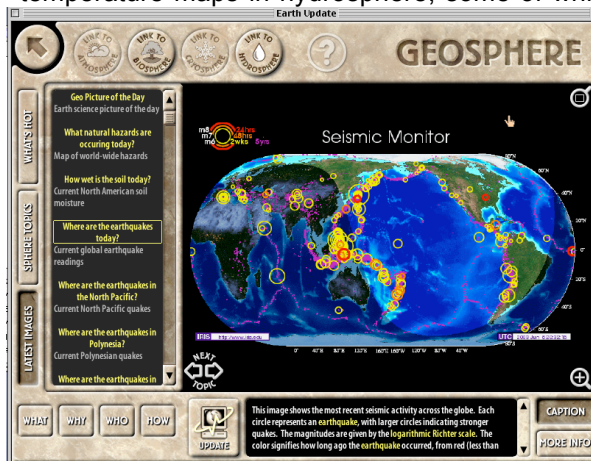 temperature maps in hydrosphere, some of whi
Earth Update
LINK TO ATMOSPHERE
LINK TO BIOSPHERE
LINK TO CRYOSPHERE
LINK TO HYDROSPHERE
?
GEOSPHERE
WHAT'S HOT
SPHERE TOPICS
LATEST IMAGES
Geo Picture of the Day
Earth science picture of the day
What natural hazards are
occuring today?
Map of world-wide hazards
How wet is the soil today?
Current North American soil
moisture
Where are the earthquakes
today?
Current global earthquake
readings
Where are the earthquakes in
the North Pacific?
Current North Pacific quakes
Where are the earthquakes in
Polynesia?
Current Polynesian quakes
Where are the earthquakes in
m8 24hrs
m7 48hrs
m6 2wks 5yrs
Seismic Monitor
IRIS
UTC
NEXT
TOPIC
WHAT
WHY
WHO
HOW
UPDATE
This image shows the most recent seismic activity across the globe. Each
circle represents an earthquake, with larger circles indicating stronger
quakes. The magnitudes are given by the logarithmic Richter scale. The
color signifies how long ago the earthquake occurred, from red (less than
CAPTION
MORE INFO